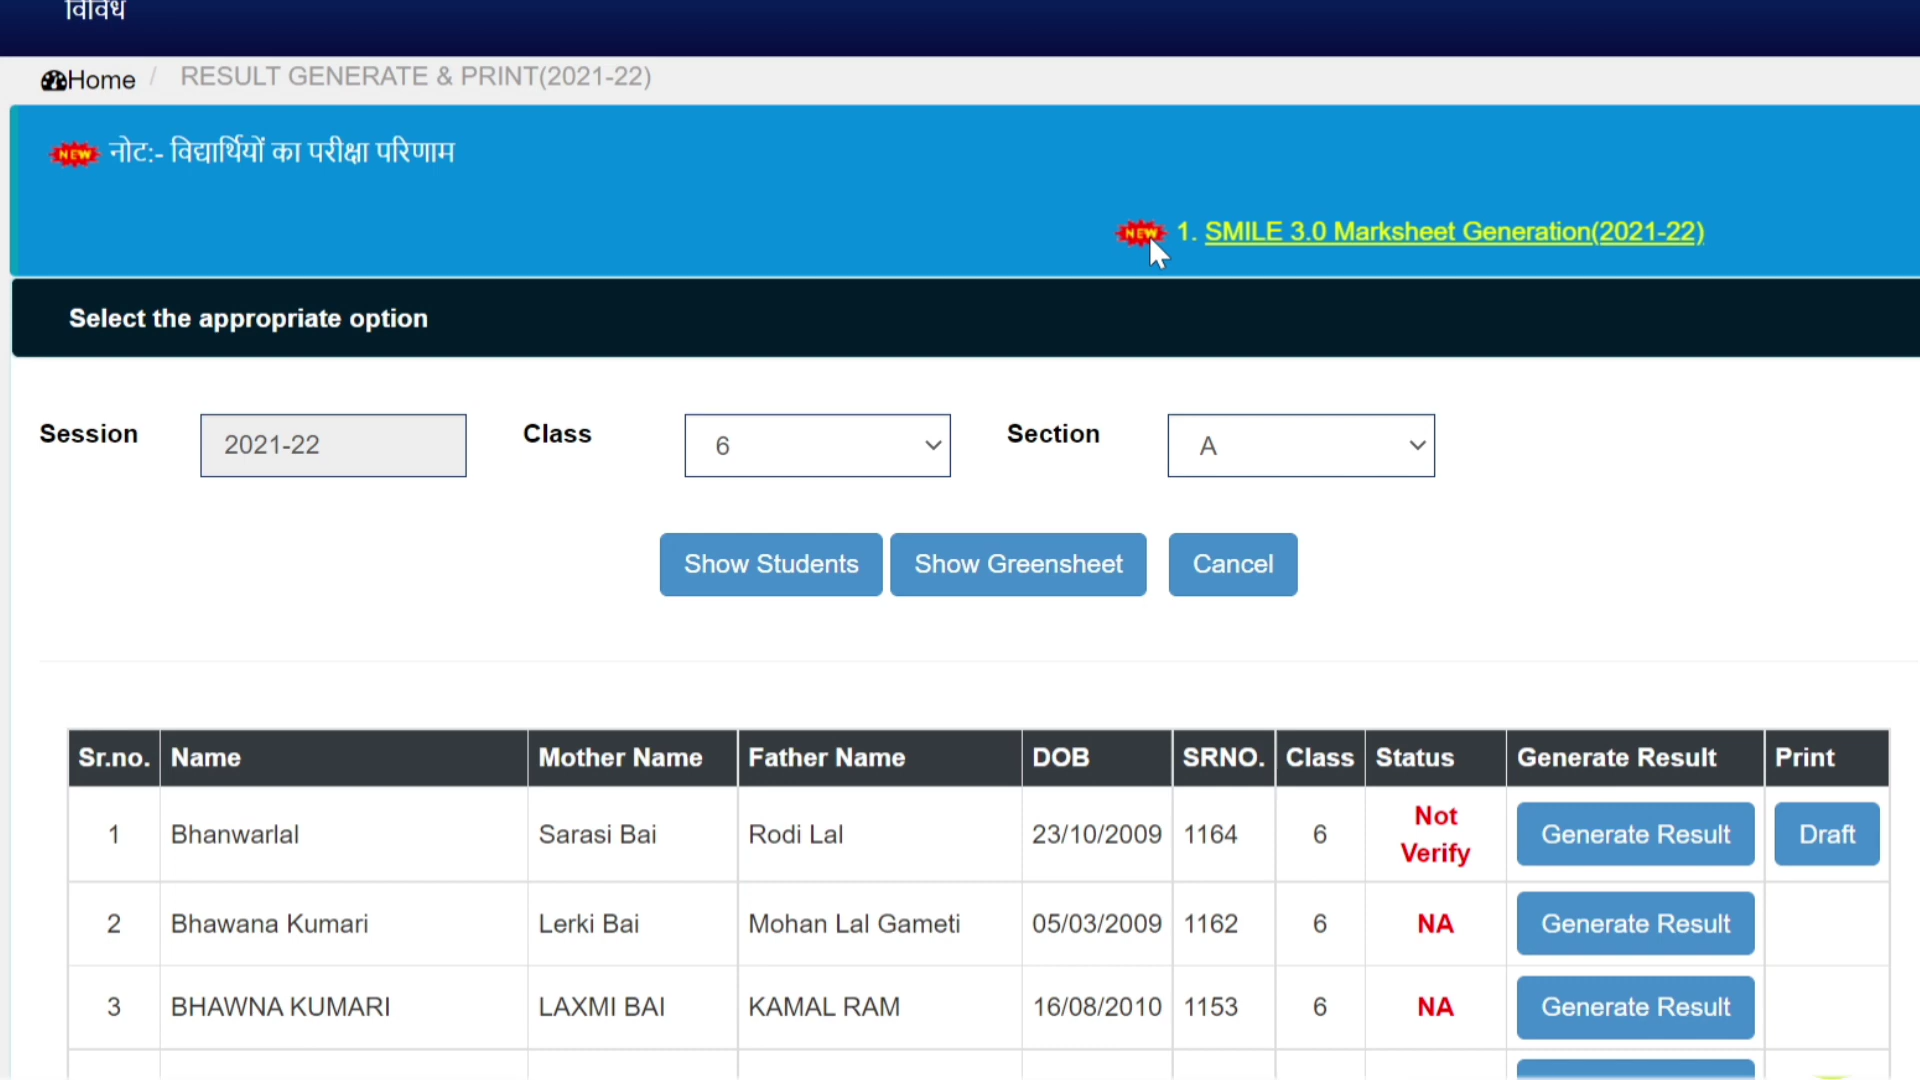 विविध
Home / RESULT GENERATE & PRINT(2021-22)
NEW नोट:- विद्यार्थियों का परीक्षा परिणाम
NEW 1. SMILE 3.0 Marksheet Generation(2021-22)
Select the appropriate option
Session 2021-22 Class 6 Section A
Show Students Show Greensheet Cancel
Sr.no. Name Mother Name Father Name DOB SRNO. Class Status Generate Result Print
1 Bhanwarlal Sarasi Bai Rodi Lal 23/10/2009 1164 6 Not Verify Generate Result Draft
2 Bhawana Kumari Lerki Bai Mohan Lal Gameti 05/03/2009 1162 6 NA Generate Result
3 BHAWNA KUMARI LAXMI BAI KAMAL RAM 16/08/2010 1153 6 NA Generate Result